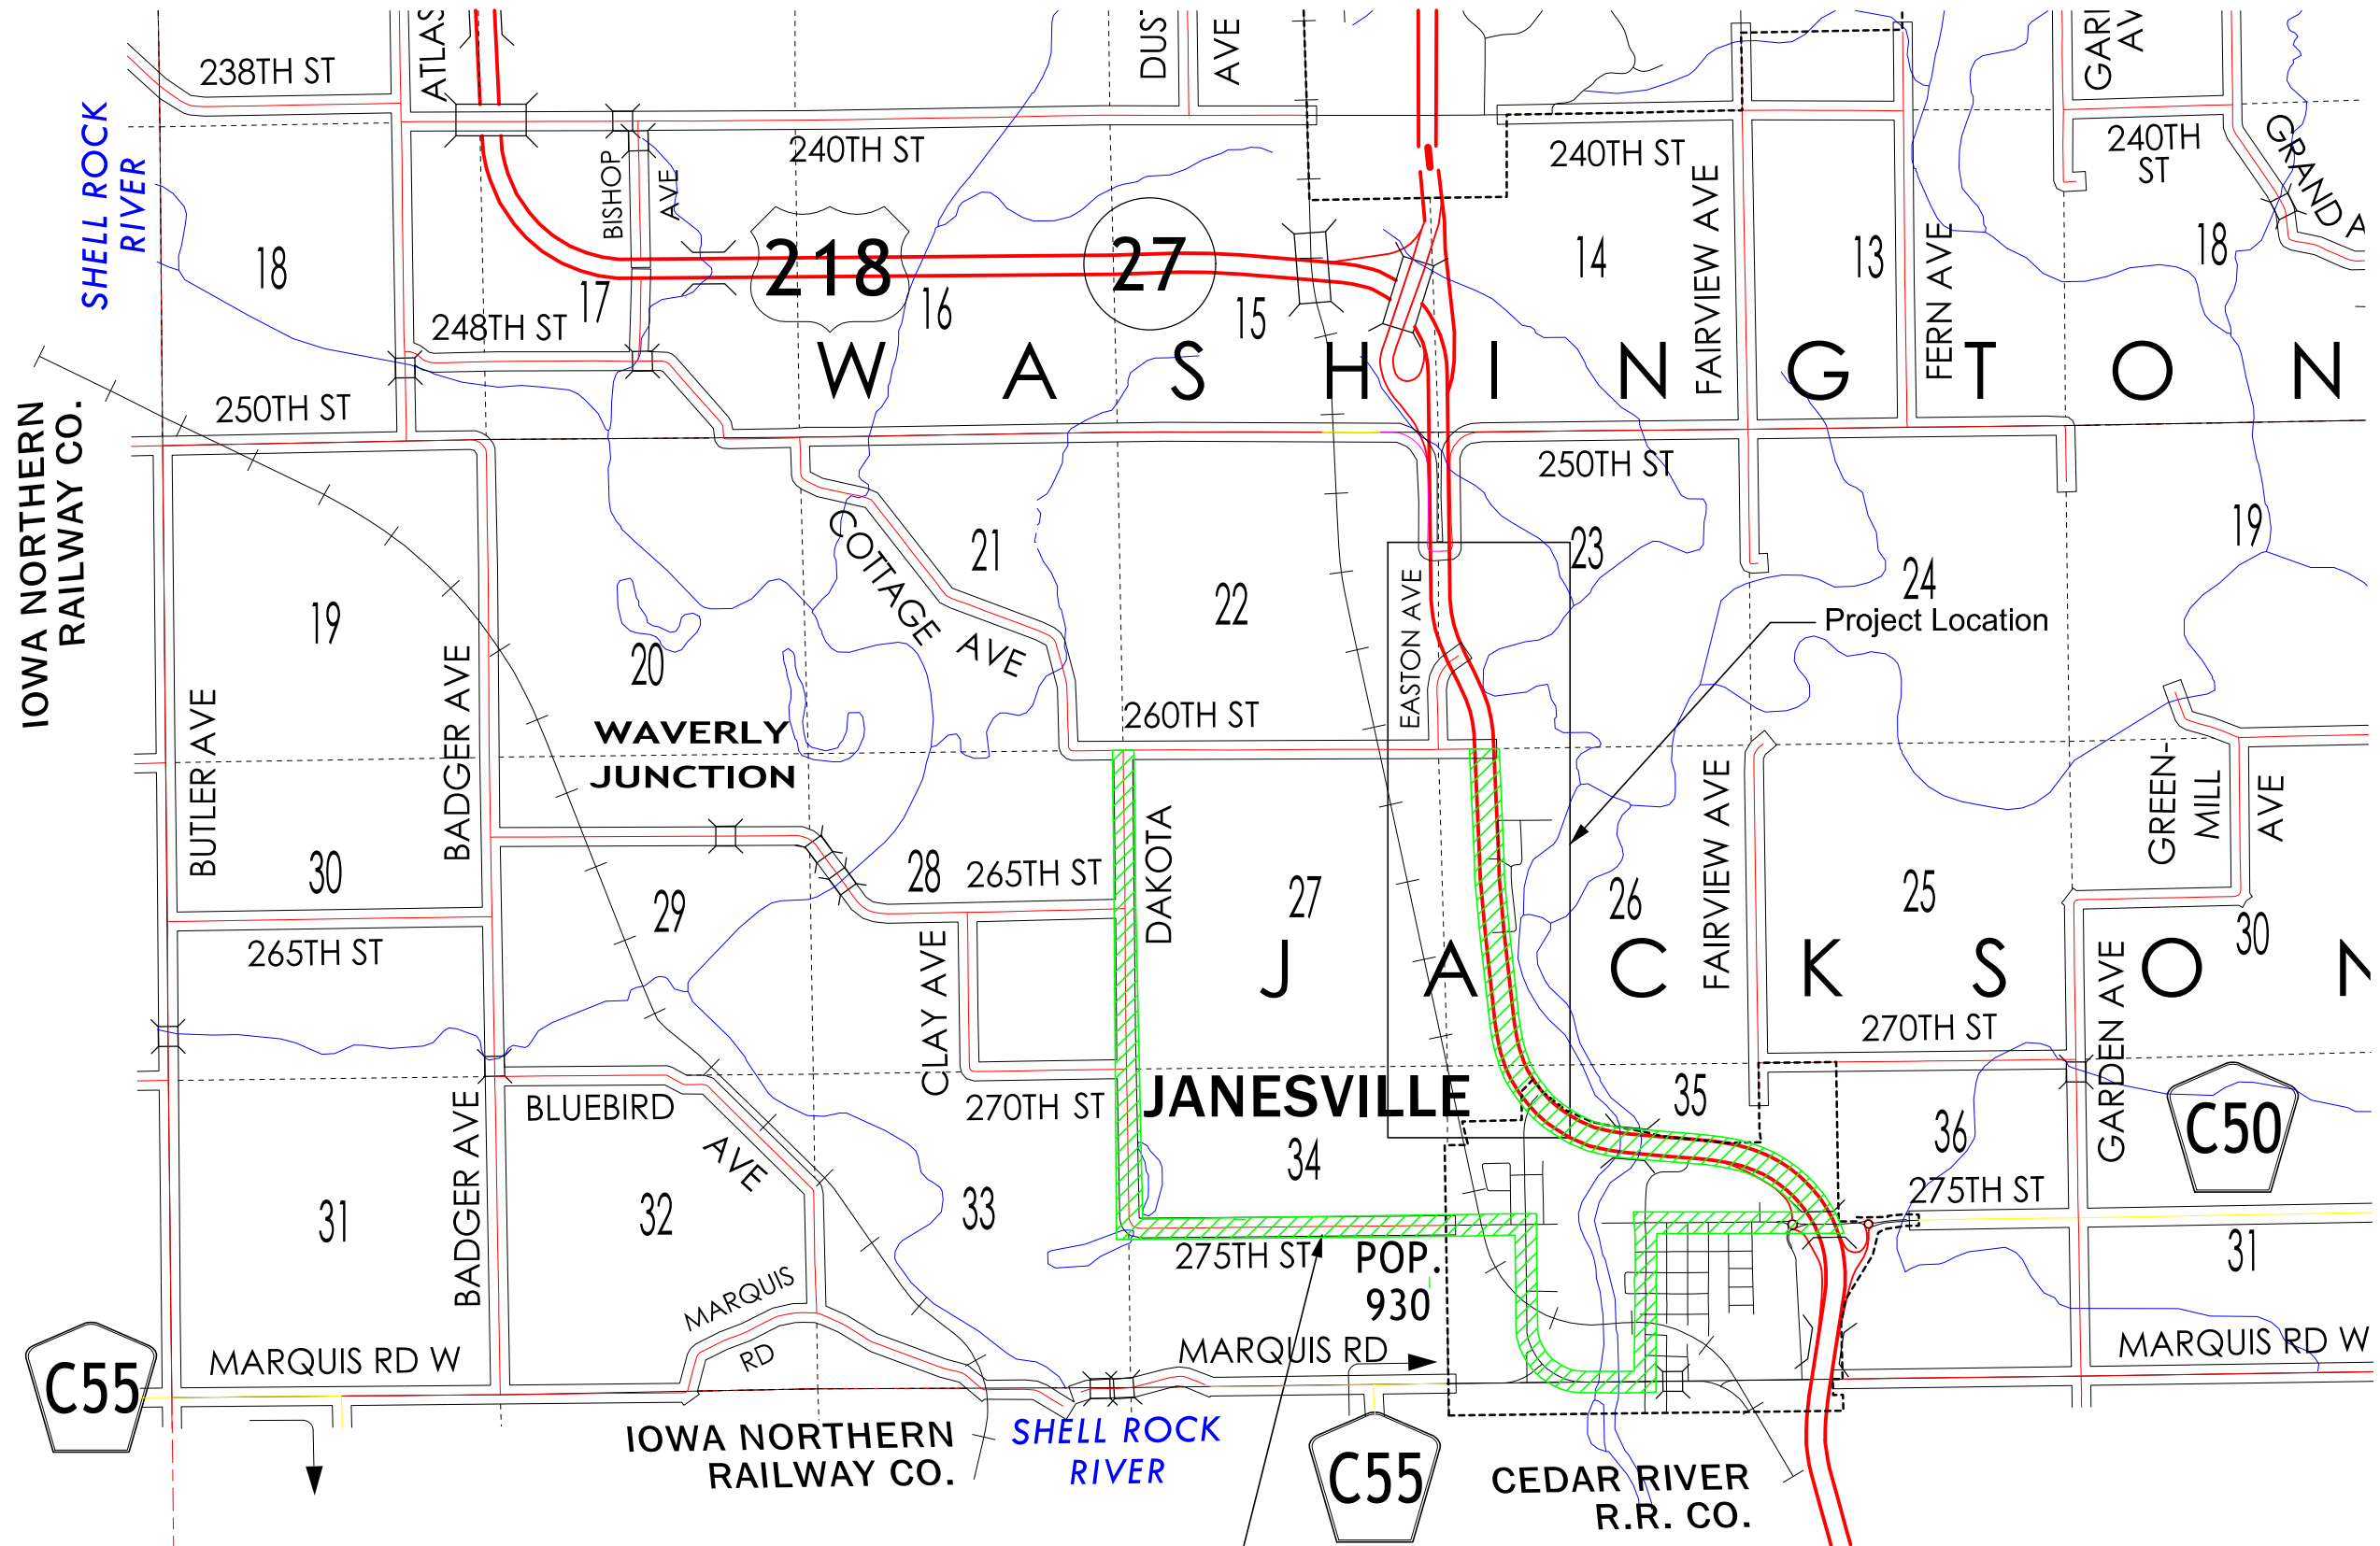 238TH ST
ATLAS
DUS
AVE
GARI
AV
SHELL ROCK
RIVER
240TH ST
240TH ST
240TH
ST
GRAND A
BISHOP
AVE
FAIRVIEW AVE
FERN AVE
18
17
218
16
27
15
14
13
18
248TH ST
WASHINGTON
250TH ST
250TH ST
IOWA NORTHERN
RAILWAY CO.
COTTAGE AVE
21
23
19
19
22
24
Project Location
20
EASTON AVE
BUTLER AVE
BADGER AVE
WAVERLY
JUNCTION
260TH ST
DAKOTA
FAIRVIEW AVE
GREEN-
MILL
AVE
30
29
28
265TH ST
27
26
25
30
265TH ST
CLAY AVE
JACKSON
270TH ST
GARDEN AVE
BLUEBIRD
AVE
270TH ST
JANESVILLE
35
36
C50
BADGER AVE
31
32
33
34
275TH ST
275TH ST
31
POP.
930
MARQUIS
RD
C55
MARQUIS RD W
MARQUIS RD
MARQUIS RD W
IOWA NORTHERN
RAILWAY CO.
SHELL ROCK
RIVER
C55
CEDAR RIVER
R.R. CO.